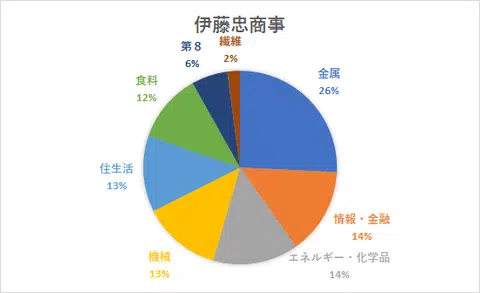 伊藤忠商事
金属
26%
情報・金融
14%
エネルギー・化学品
14%
機械
13%
住生活
13%
食料
12%
第8
6%
繊維
2%